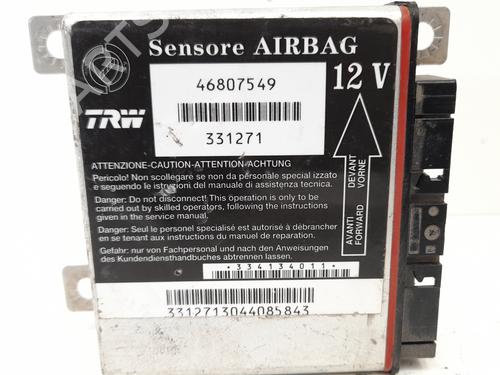 Sensore AIRBAG
46807549
12 V
TRW
331271
ATTENZIONE-CAUTION-ATTENTION-ACHTUNG
Pericolo! Non scollegare se non da personale special izzato
e seguendo le istruzioni del manuale di assistenza tecnica.
Danger: Do not disconnect! This operation is only to be
carried out by skilled operators, following the instructions
given in the service manual.
Danger: Seul le personnel spécialisé est autorisé à débrancher
en se tenant aux instructions du manuel de réparation.
Gefahr: nur von Fachpersonal und nach den Anweisungen
des Kundendiensthandbuches abtrennen lassen.
AVANTI DEVANT
FORWARD VORNE
*334134011*
3312713044085843